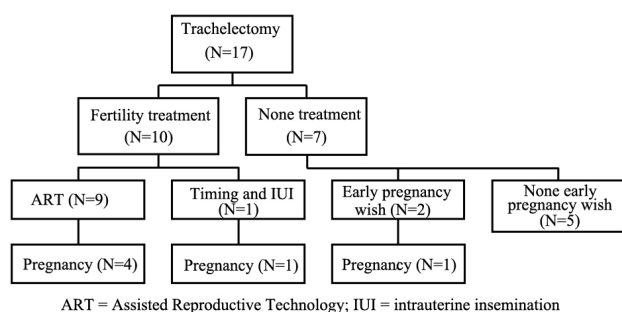 Trachelectomy
(N=17)
Fertility treatment
(N=10)
None treatment
(N=7)
ART (N=9)
Timing and IUI
(N=1)
Early pregnancy
wish (N=2)
None early
pregnancy wish
(N=5)
Pregnancy (N=4)
Pregnancy (N=1)
Pregnancy (N=1)
ART = Assisted Reproductive Technology; IUI = intrauterine insemination